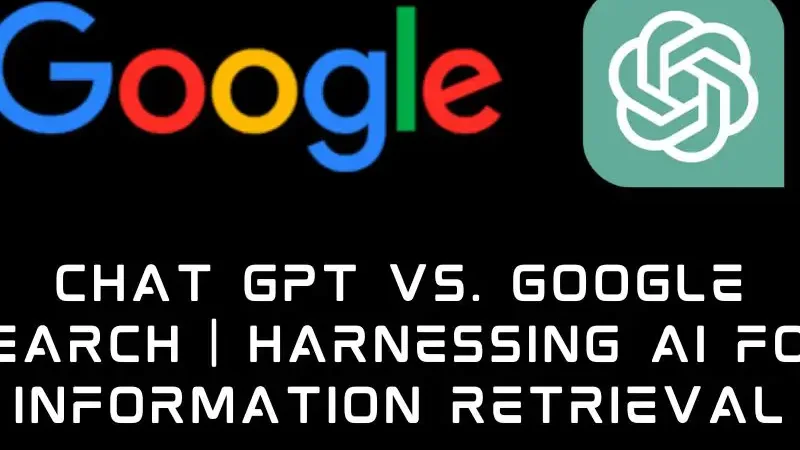 Google
CHAT GPT VS. GOOGLE
EARCH | HARNESSING AI FO
INFORMATION RETRIEVAL